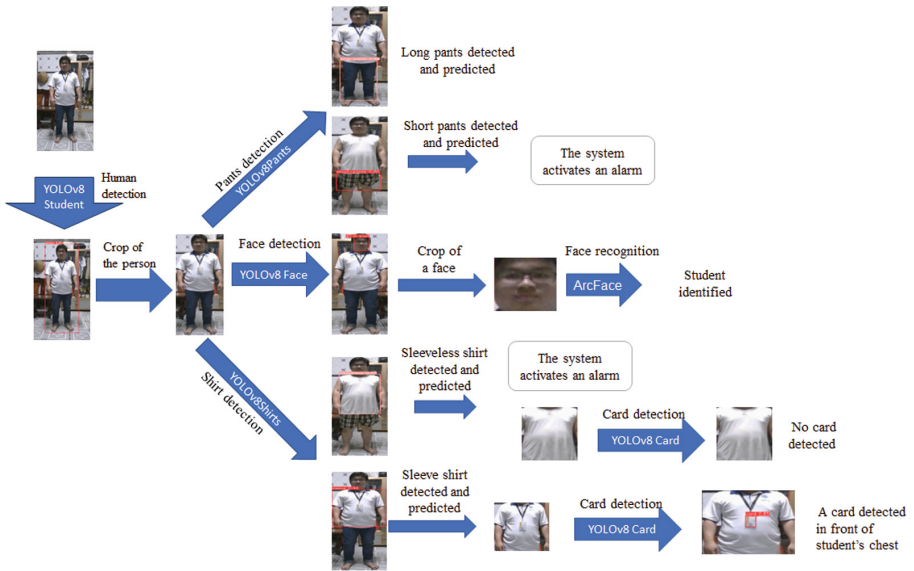 Long pants detected
and predicted
Short pants detected
and predicted
The system
activates an alarm
Pants detection
YOLOv8Pants
YOLOv8
Student
Human
detection
Crop of
the person
Face detection
YOLOv8 Face
Crop of
a face
Face recognition
ArcFace
Student
identified
YOLOv8Shirts
Shirt detection
Sleeveless shirt
detected and
predicted
The system
activates an alarm
Card detection
YOLOv8 Card
No card
detected
Sleeve shirt
detected and
predicted
Card detection
YOLOv8 Card
A card detected
in front of
student's chest